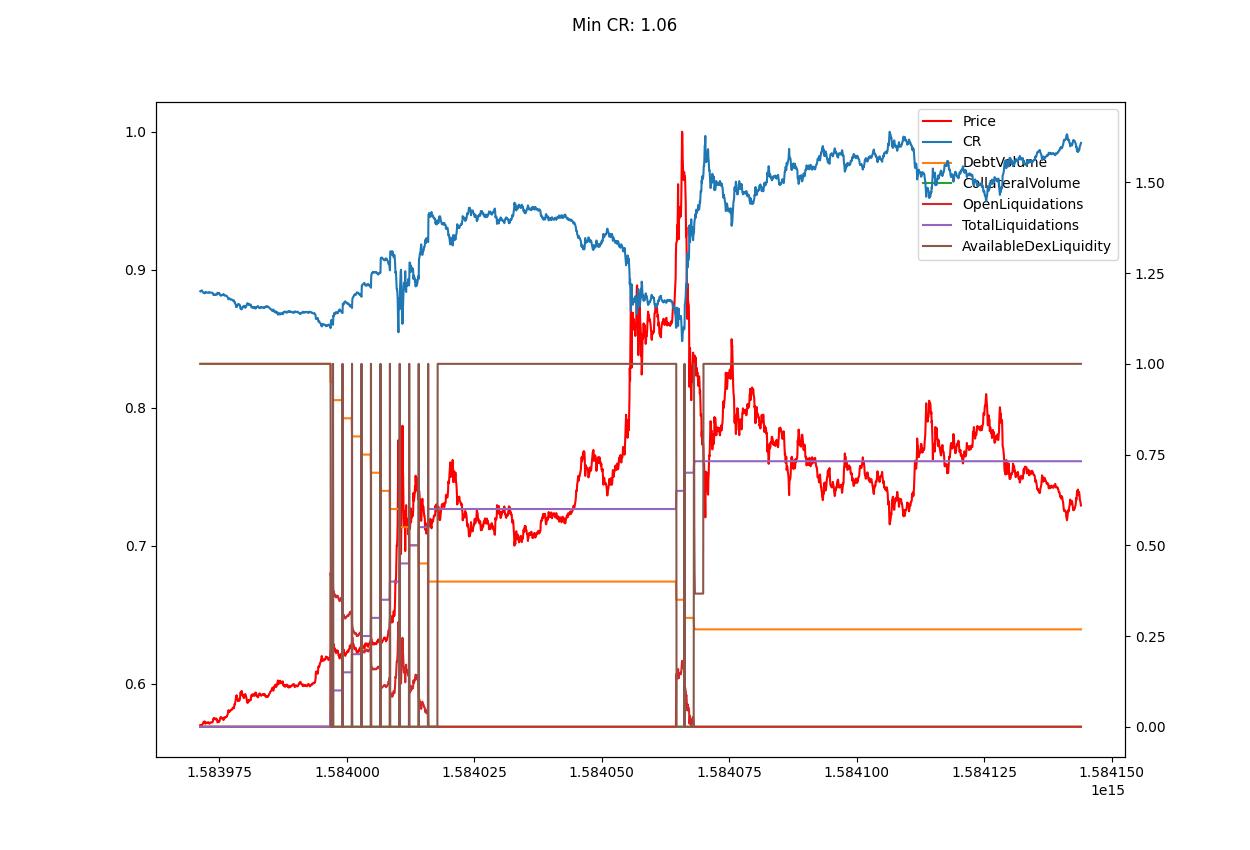 Min CR: 1.06
1.0
0.9
0.8
0.7
0.6
1.50
1.25
1.00
0.75
0.50
0.25
0.00
Price
CR
DebtVolume
CollateralVolume
OpenLiquidations
TotalLiquidations
AvailableDexLiquidity
1.583975 1.584000 1.584025 1.584050 1.584075 1.584100 1.584125 1.584150
1e15